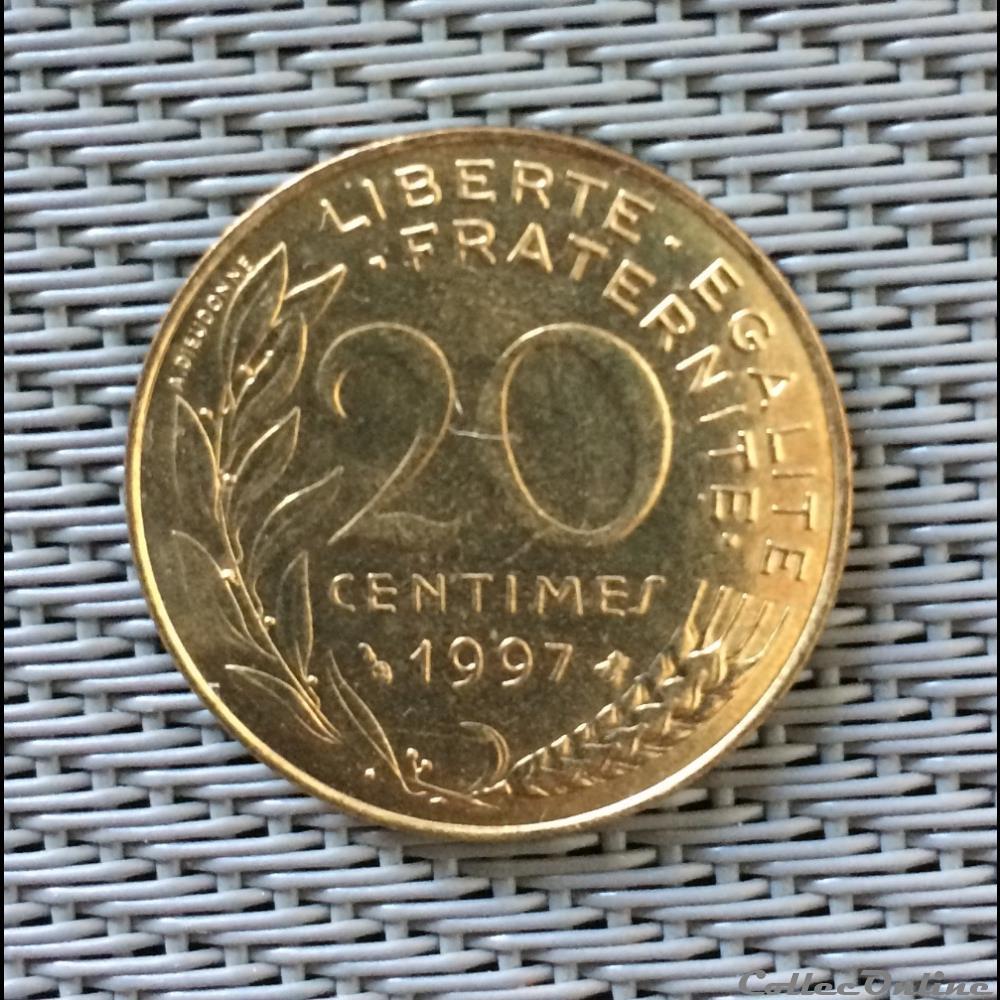 LIBERTE · EGALITE
· FRATERNITE ·
A.DIEUDONNE
20
CENTIMES
1997
CollecOnline